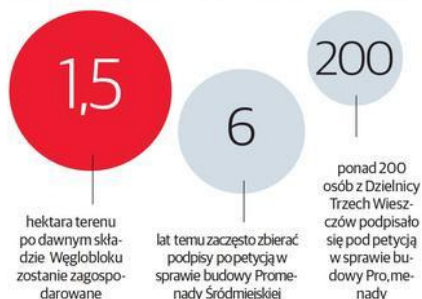 1,5
hektara terenu
po dawnym skła-
dzie Węglobloku
zostanie zagospo-
darowane
6
lat temu zaczęsto zbierać
podpisy po petycją w
sprawie budowy Prome-
nady Śródmiejskiej
200
ponad 200
osób z Dzielnicy
Trzech Wiesz-
czów podpisało
się pod petycją
w sprawie bu-
dowy Pro,me-
nady